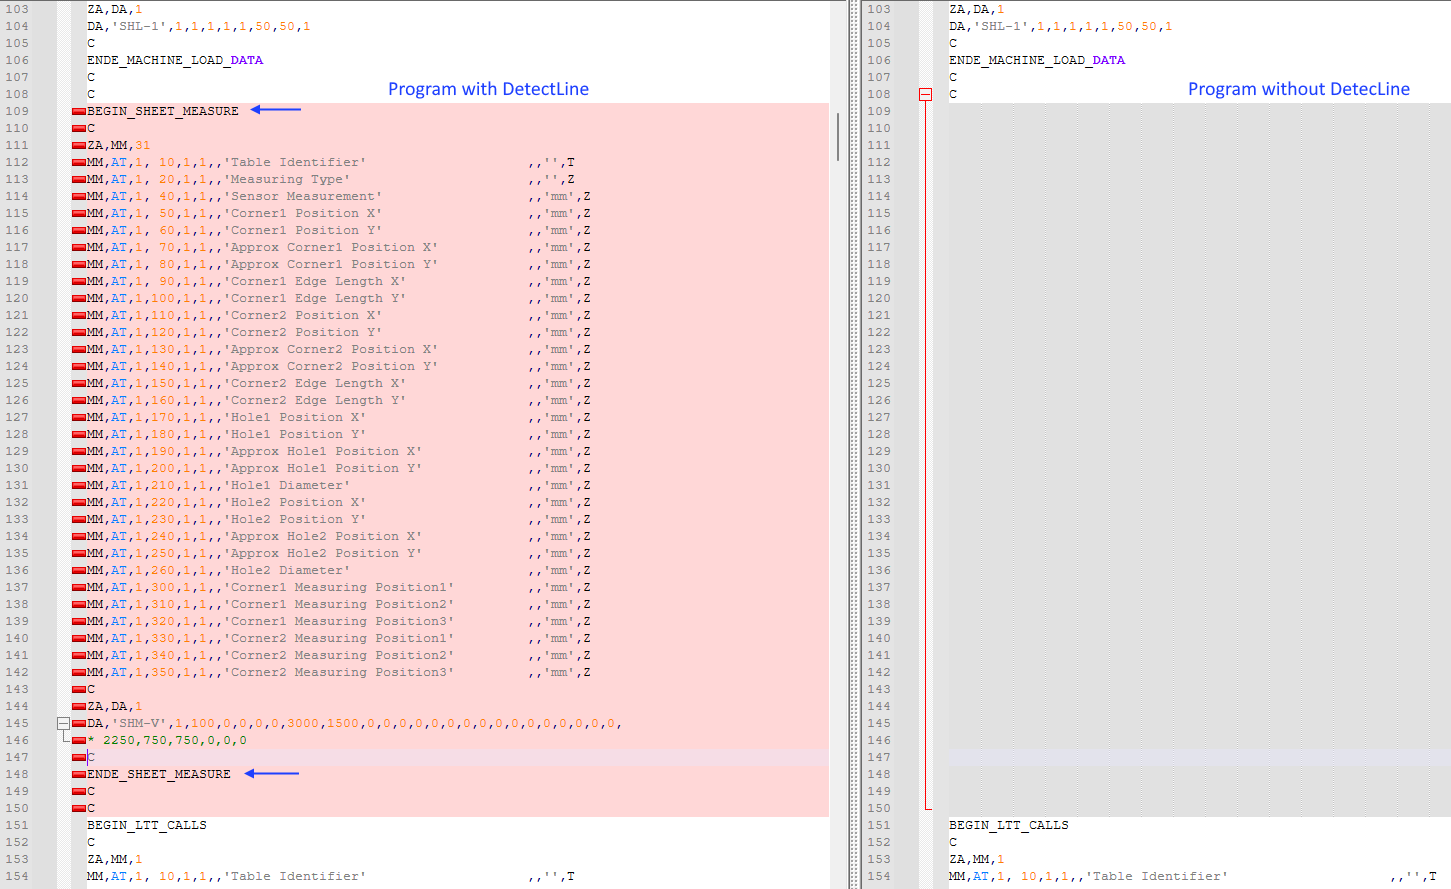 103 ZA,DA,1
104 DA,'SHL-1',1,1,1,1,1,50,50,1
105 C
106 ENDE_MACHINE_LOAD_DATA
107 C
108 C
Program with DetectLine
109 BEGIN_SHEET_MEASURE
110 C
111 ZA,MM,31
112 MM,AT,1, 10,1,1,,'Table Identifier' ,,'',T
113 MM,AT,1, 20,1,1,,'Measuring Type' ,,'',Z
114 MM,AT,1, 40,1,1,,'Sensor Measurement' ,,'mm',Z
115 MM,AT,1, 50,1,1,,'Corner1 Position X' ,,'mm',Z
116 MM,AT,1, 60,1,1,,'Corner1 Position Y' ,,'mm',Z
117 MM,AT,1, 70,1,1,,'Approx Corner1 Position X' ,,'mm',Z
118 MM,AT,1, 80,1,1,,'Approx Corner1 Position Y' ,,'mm',Z
119 MM,AT,1, 90,1,1,,'Corner1 Edge Length X' ,,'mm',Z
120 MM,AT,1,100,1,1,,'Corner1 Edge Length Y' ,,'mm',Z
121 MM,AT,1,110,1,1,,'Corner2 Position X' ,,'mm',Z
122 MM,AT,1,120,1,1,,'Corner2 Position Y' ,,'mm',Z
123 MM,AT,1,130,1,1,,'Approx Corner2 Position X' ,,'mm',Z
124 MM,AT,1,140,1,1,,'Approx Corner2 Position Y' ,,'mm',Z
125 MM,AT,1,150,1,1,,'Corner2 Edge Length X' ,,'mm',Z
126 MM,AT,1,160,1,1,,'Corner2 Edge Length Y' ,,'mm',Z
127 MM,AT,1,170,1,1,,'Hole1 Position X' ,,'mm',Z
128 MM,AT,1,180,1,1,,'Hole1 Position Y' ,,'mm',Z
129 MM,AT,1,190,1,1,,'Approx Hole1 Position X' ,,'mm',Z
130 MM,AT,1,200,1,1,,'Approx Hole1 Position Y' ,,'mm',Z
131 MM,AT,1,210,1,1,,'Hole1 Diameter' ,,'mm',Z
132 MM,AT,1,220,1,1,,'Hole2 Position X' ,,'mm',Z
133 MM,AT,1,230,1,1,,'Hole2 Position Y' ,,'mm',Z
134 MM,AT,1,240,1,1,,'Approx Hole2 Position X' ,,'mm',Z
135 MM,AT,1,250,1,1,,'Approx Hole2 Position Y' ,,'mm',Z
136 MM,AT,1,260,1,1,,'Hole2 Diameter' ,,'mm',Z
137 MM,AT,1,300,1,1,,'Corner1 Measuring Position1' ,,'mm',Z
138 MM,AT,1,310,1,1,,'Corner1 Measuring Position2' ,,'mm',Z
139 MM,AT,1,320,1,1,,'Corner1 Measuring Position3' ,,'mm',Z
140 MM,AT,1,330,1,1,,'Corner2 Measuring Position1' ,,'mm',Z
141 MM,AT,1,340,1,1,,'Corner2 Measuring Position2' ,,'mm',Z
142 MM,AT,1,350,1,1,,'Corner2 Measuring Position3' ,,'mm',Z
143 C
144 ZA,DA,1
145 DA,'SHM-V',1,100,0,0,0,0,3000,1500,0,0,0,0,0,0,0,0,0,0,0,0,0,0,0,0,
146 * 2250,750,750,0,0,0
147 C
148 ENDE_SHEET_MEASURE
149 C
150 C
151 BEGIN_LTT_CALLS
152 C
153 ZA,MM,1
154 MM,AT,1, 10,1,1,,'Table Identifier' ,,'',T
103 ZA,DA,1
104 DA,'SHL-1',1,1,1,1,1,50,50,1
105 C
106 ENDE_MACHINE_LOAD_DATA
107 C
108 C
Program without DetecLine
109
110
111
112
113
114
115
116
117
118
119
120
121
122
123
124
125
126
127
128
129
130
131
132
133
134
135
136
137
138
139
140
141
142
143
144
145
146
147
148
149
150
151 BEGIN_LTT_CALLS
152 C
153 ZA,MM,1
154 MM,AT,1, 10,1,1,,'Table Identifier' ,,'',T